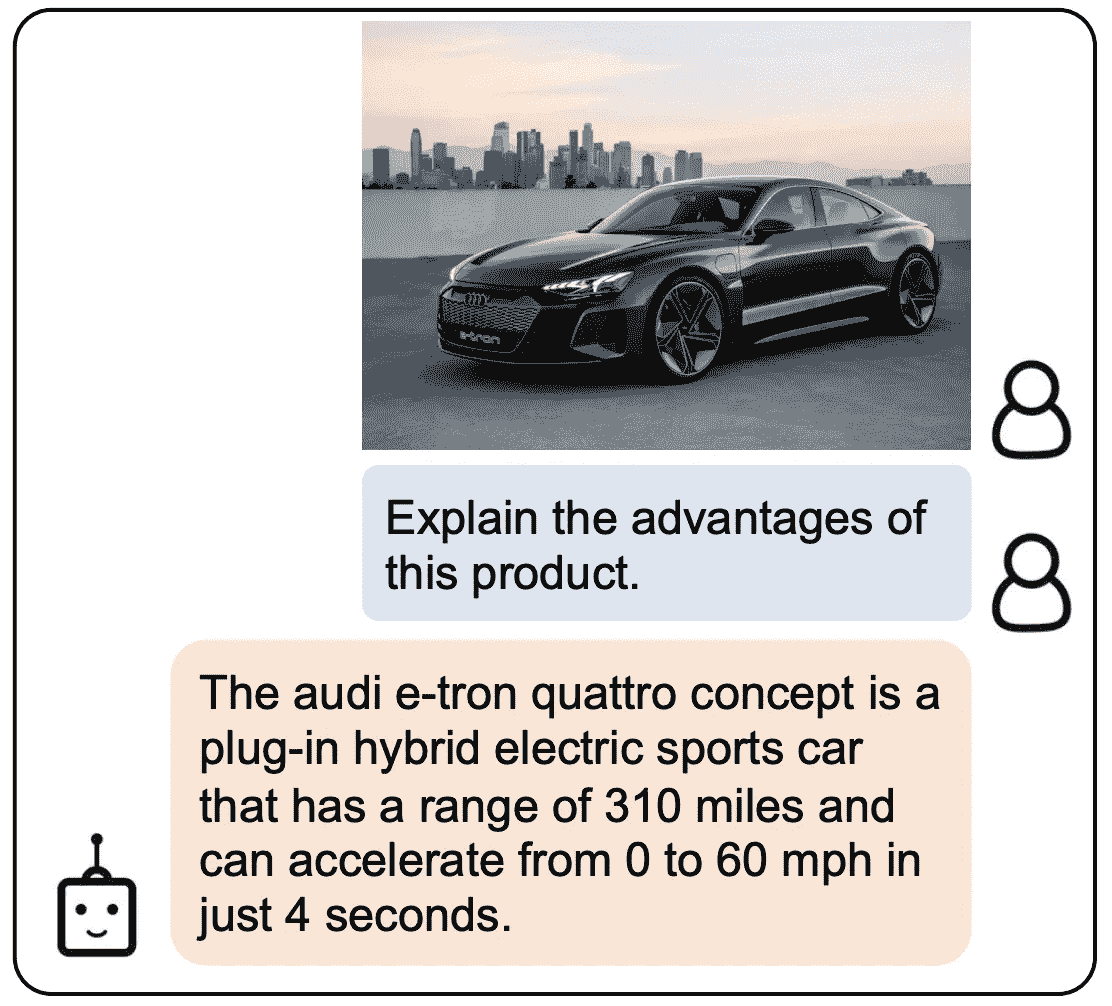 e-tron
Explain the advantages of
this product.
The audi e-tron quattro concept is a
plug-in hybrid electric sports car
that has a range of 310 miles and
can accelerate from 0 to 60 mph in
just 4 seconds.